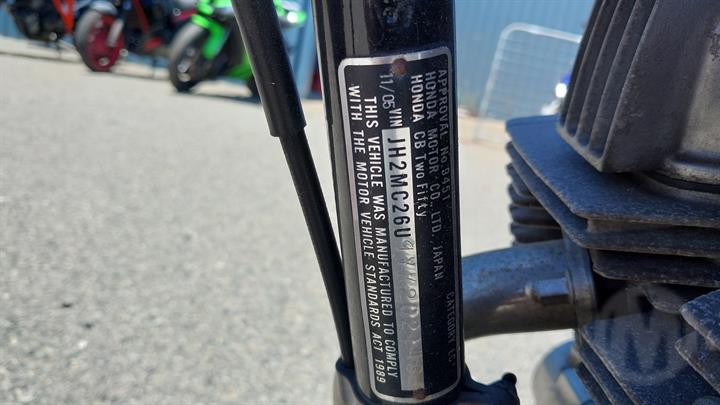 APPROVAL No. 9451 CATEGORY LC
HONDA MOTOR CO., LTD. JAPAN
HONDA CB Two Fifty
11/05 VIN JH2MC26U
THIS VEHICLE WAS MANUFACTURED TO COMPLY
WITH THE MOTOR VEHICLE STANDARDS ACT 1989